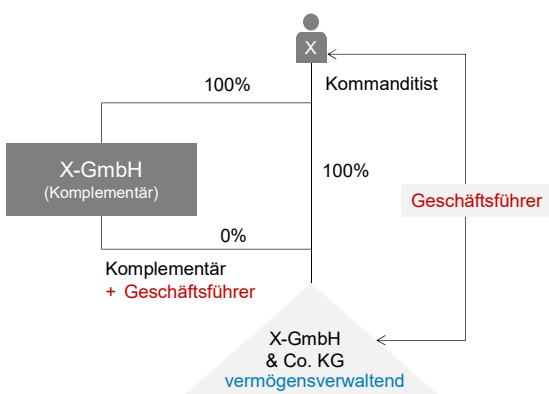 X
100%
Kommanditist
X-GmbH
(Komplementär)
100%
Geschäftsführer
0%
Komplementär
+ Geschäftsführer
X-GmbH
& Co. KG
vermögensverwaltend